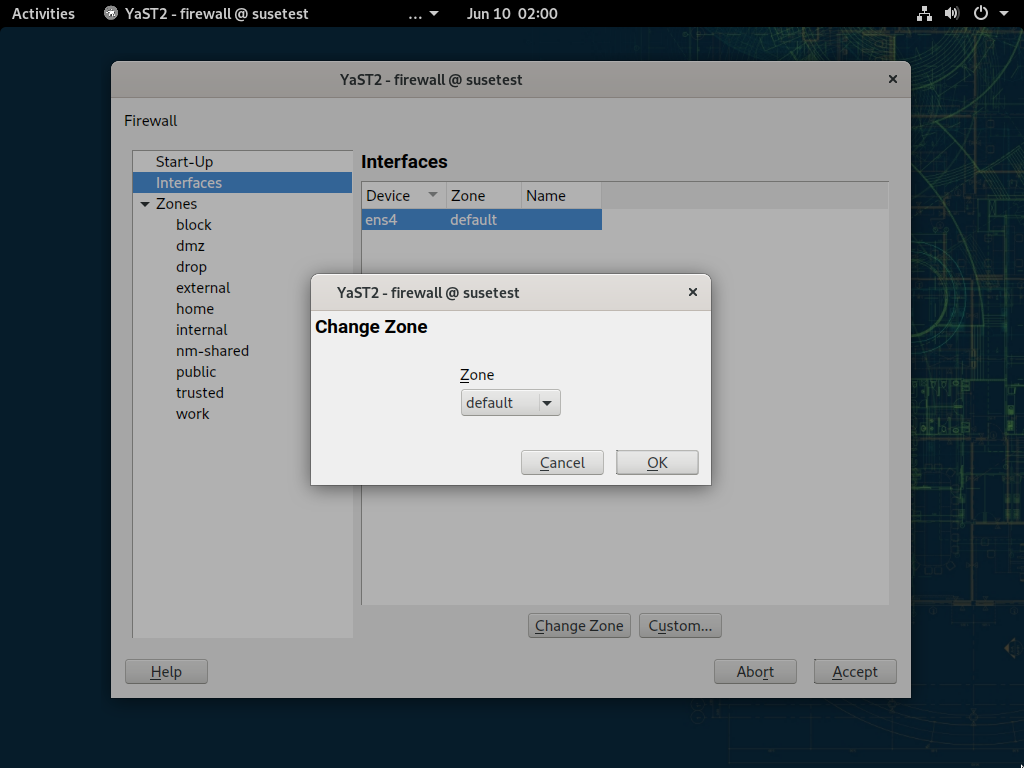 Activities YaST2 - firewall @ susetest ... Jun 10 02:00
YaST2 - firewall @ susetest
Firewall
Start-Up
Interfaces
Zones
block
dmz
drop
external
home
internal
nm-shared
public
trusted
work
Interfaces
Device Zone Name
ens4 default
YaST2 - firewall @ susetest
Change Zone
Zone
default
Cancel OK
Change Zone Custom...
Help Abort Accept